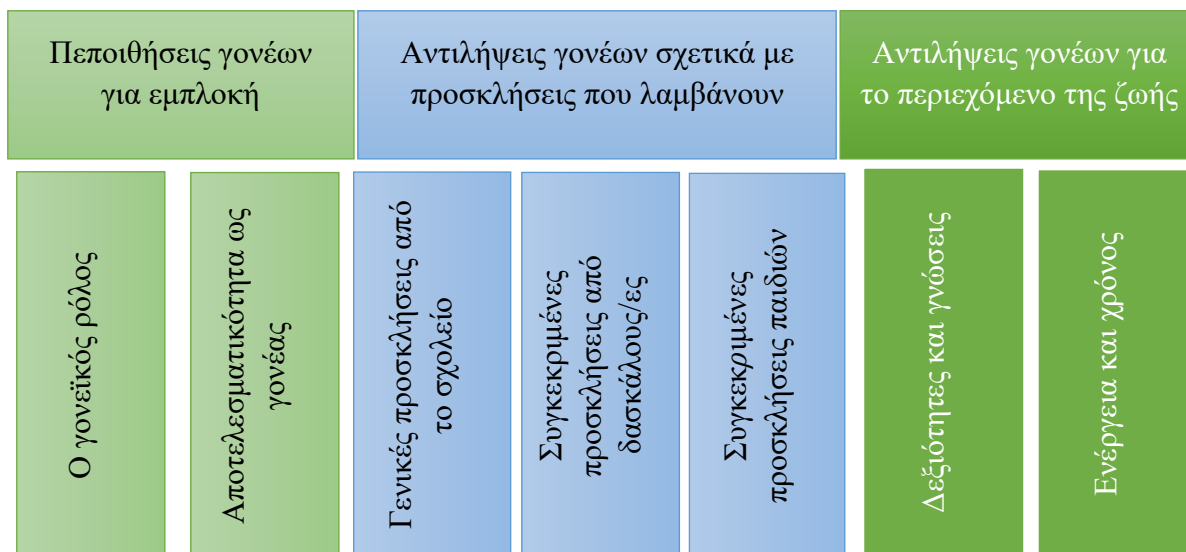 Πεποιθήσεις γονέων
για εμπλοκή
Αντιλήψεις γονέων σχετικά με
προσκλήσεις που λαμβάνουν
Αντιλήψεις γονέων για
το περιεχόμενο της ζωής
Ο γονεϊκός ρόλος
Αποτελεσματικότητα ως
γονέας
Γενικές προσκλήσεις από
το σχολείο
Συγκεκριμένες
προσκλήσεις από
δασκάλους/ες
Συγκεκριμένες
προσκλήσεις παιδιών
Δεξιότητες και γνώσεις
Ενέργεια και χρόνος